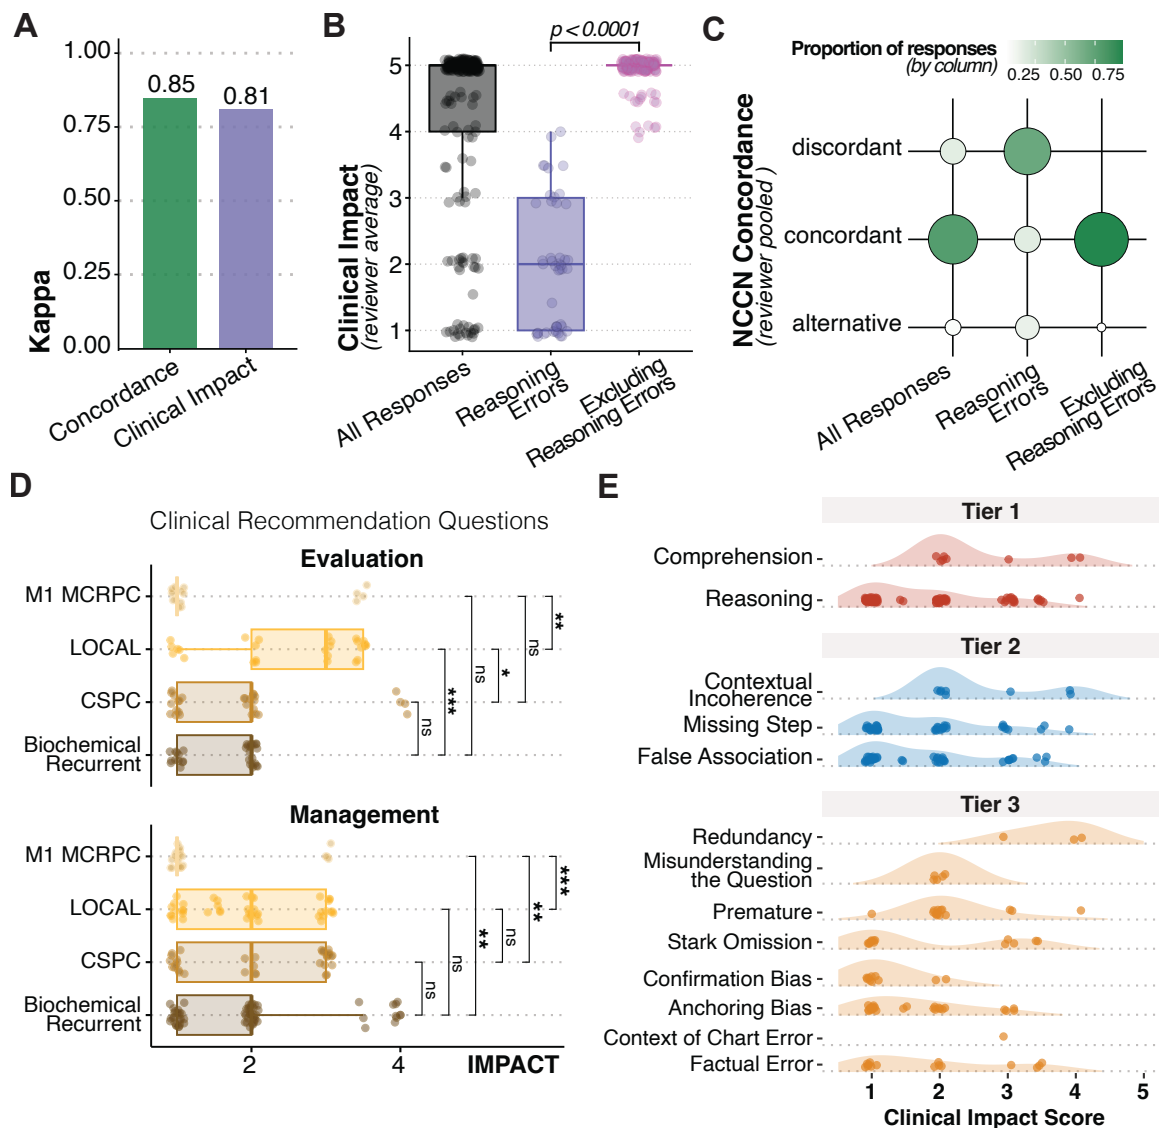 A
1.00
0.75
0.50
0.25
0.00
Kappa
0.85
0.81
Concordance
Clinical Impact
B
p < 0.0001
5
4
3
2
1
Clinical Impact
(reviewer average)
All Responses
Reasoning
Errors
Excluding
Reasoning Errors
C
Proportion of responses
(by column)
0.25 0.50 0.75
NCCN Concordance
(reviewer pooled )
discordant
concordant
alternative
All Responses
Reasoning
Errors
Excluding
Reasoning Errors
D
Clinical Recommendation Questions
Evaluation
M1 MCRPC
LOCAL
CSPC
Biochemical
Recurrent
ns
***
ns
*
ns
**
Management
M1 MCRPC
LOCAL
CSPC
Biochemical
Recurrent
ns
ns
**
ns
**
***
2
4
IMPACT
E
Tier 1
Comprehension
Reasoning
Tier 2
Contextual
Incoherence
Missing Step
False Association
Tier 3
Redundancy
Misunderstanding
the Question
Premature
Stark Omission
Confirmation Bias
Anchoring Bias
Context of Chart Error
Factual Error
1 2 3 4 5
Clinical Impact Score